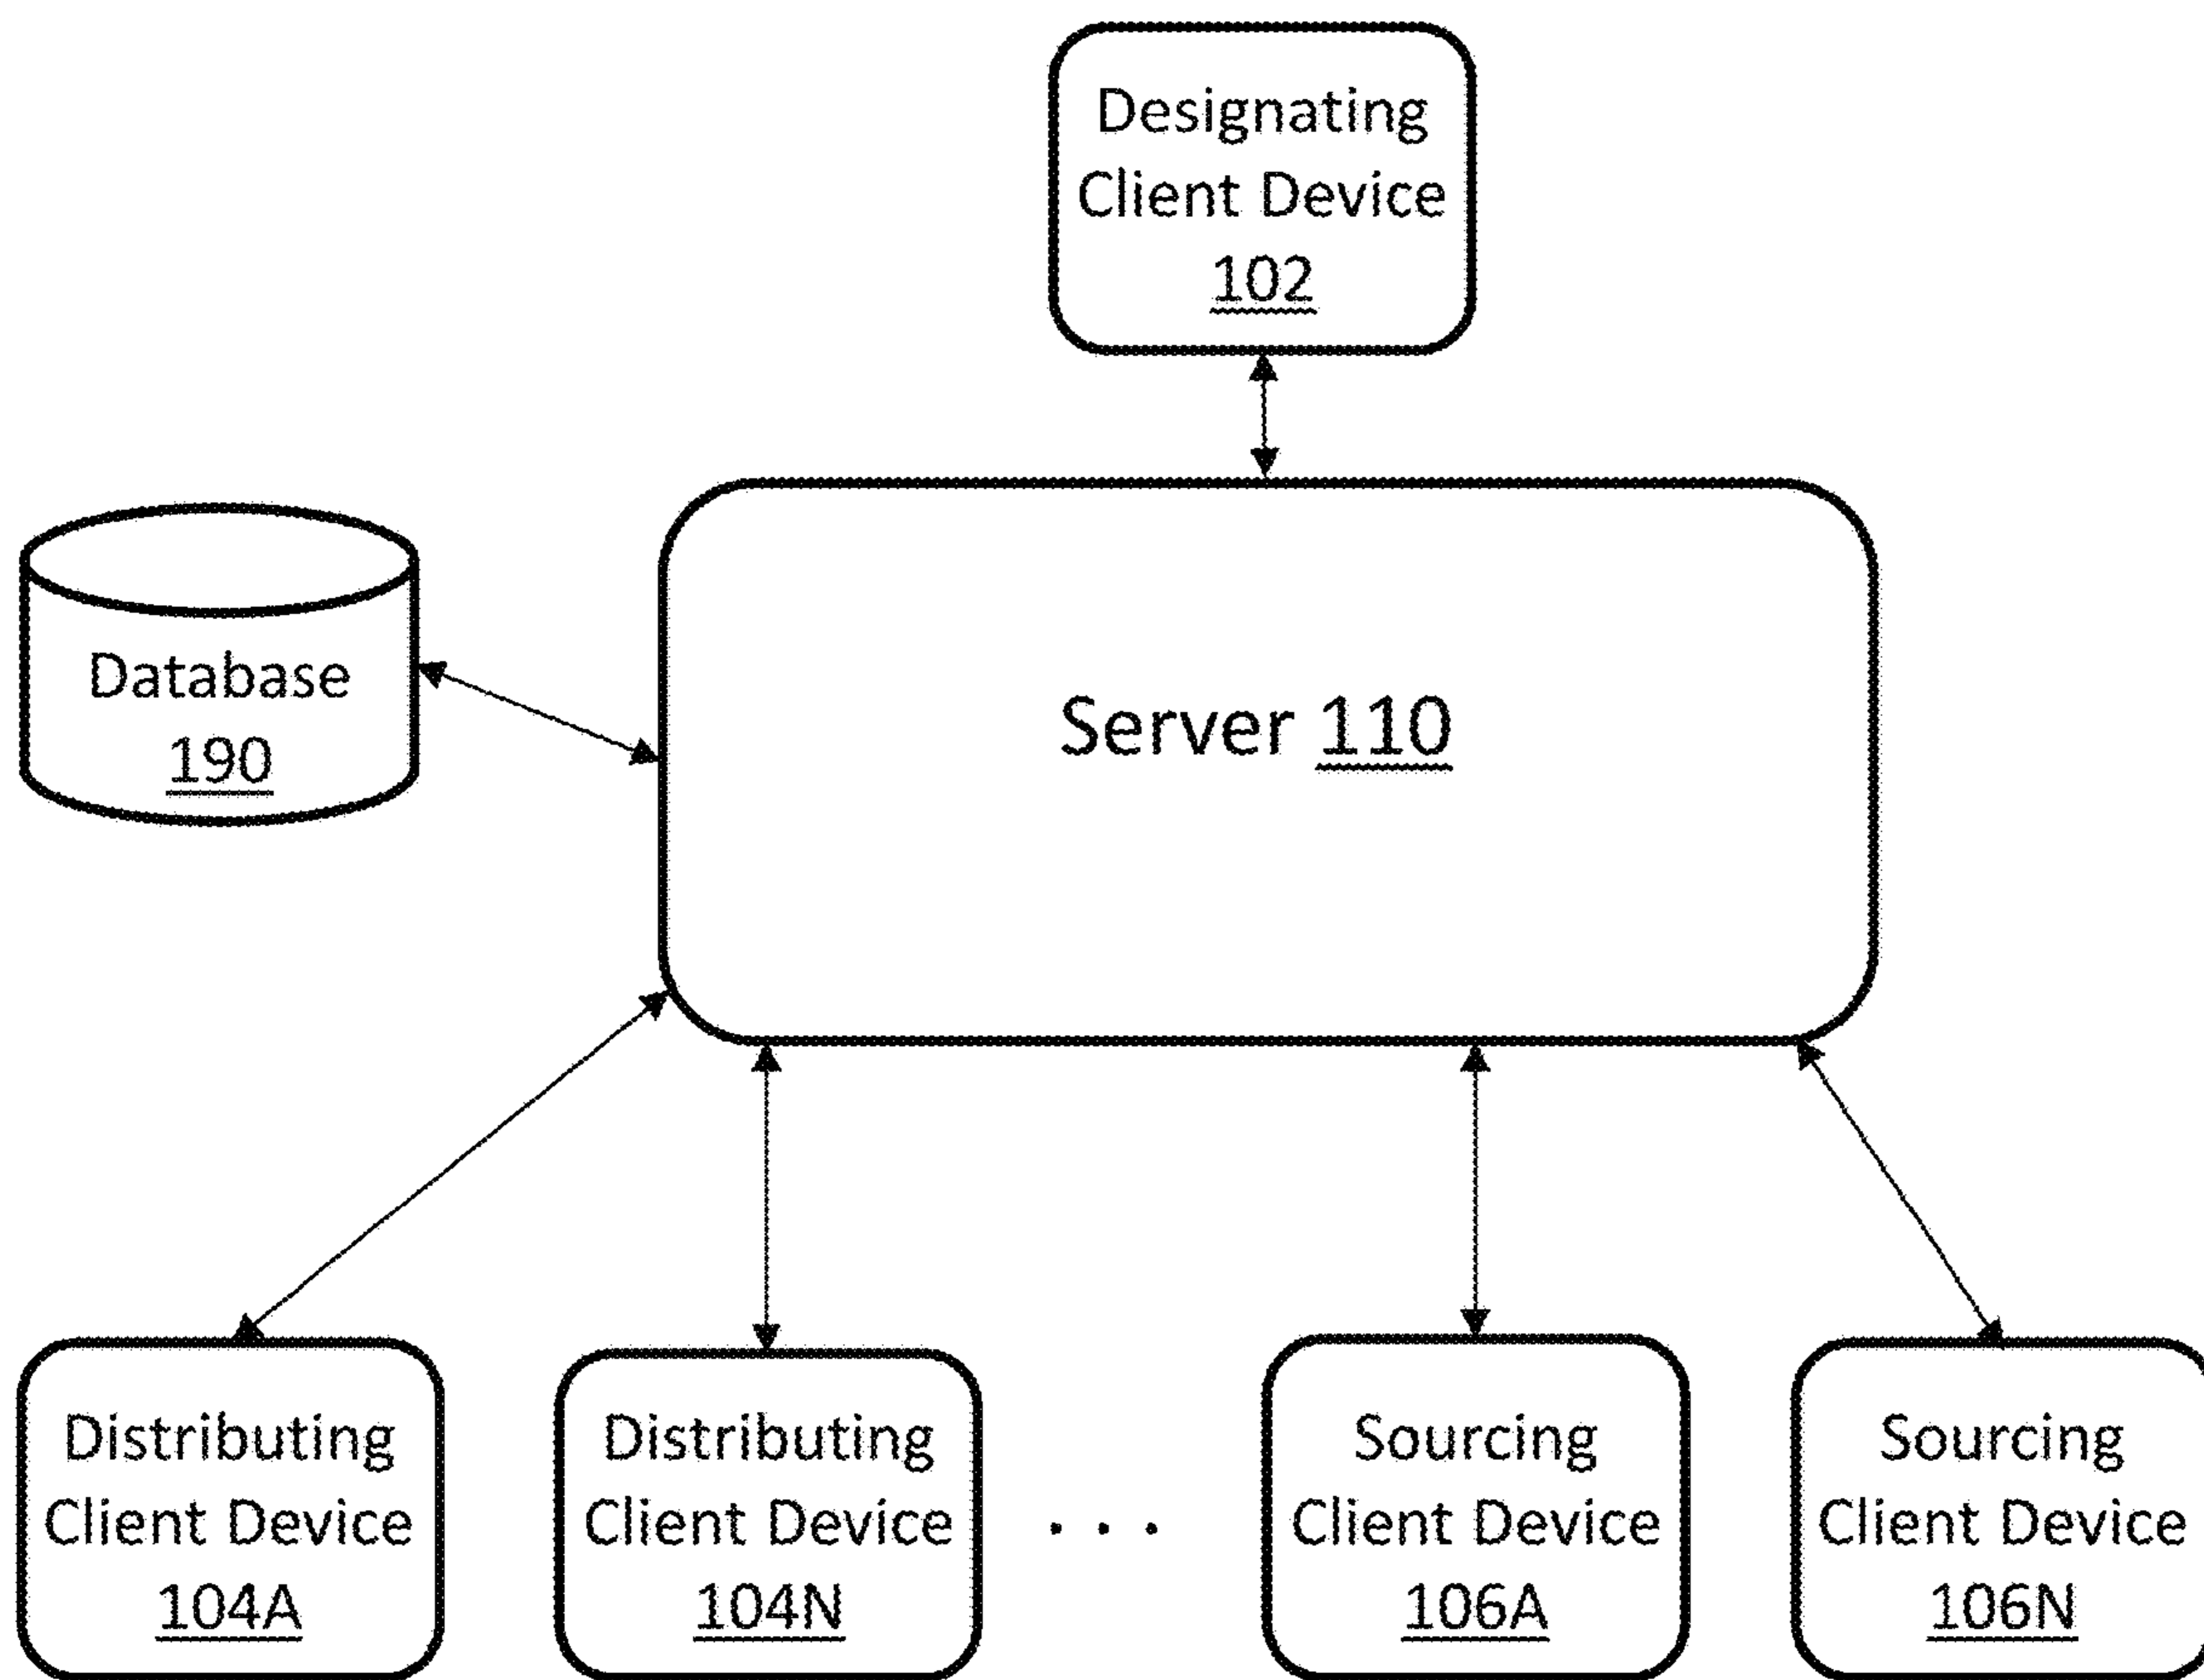 Designating
Client Device
102
Database
190
Server 110
Distributing
Client Device
104A
Distributing
Client Device
104N
. . .
Sourcing
Client Device
106A
Sourcing
Client Device
106N